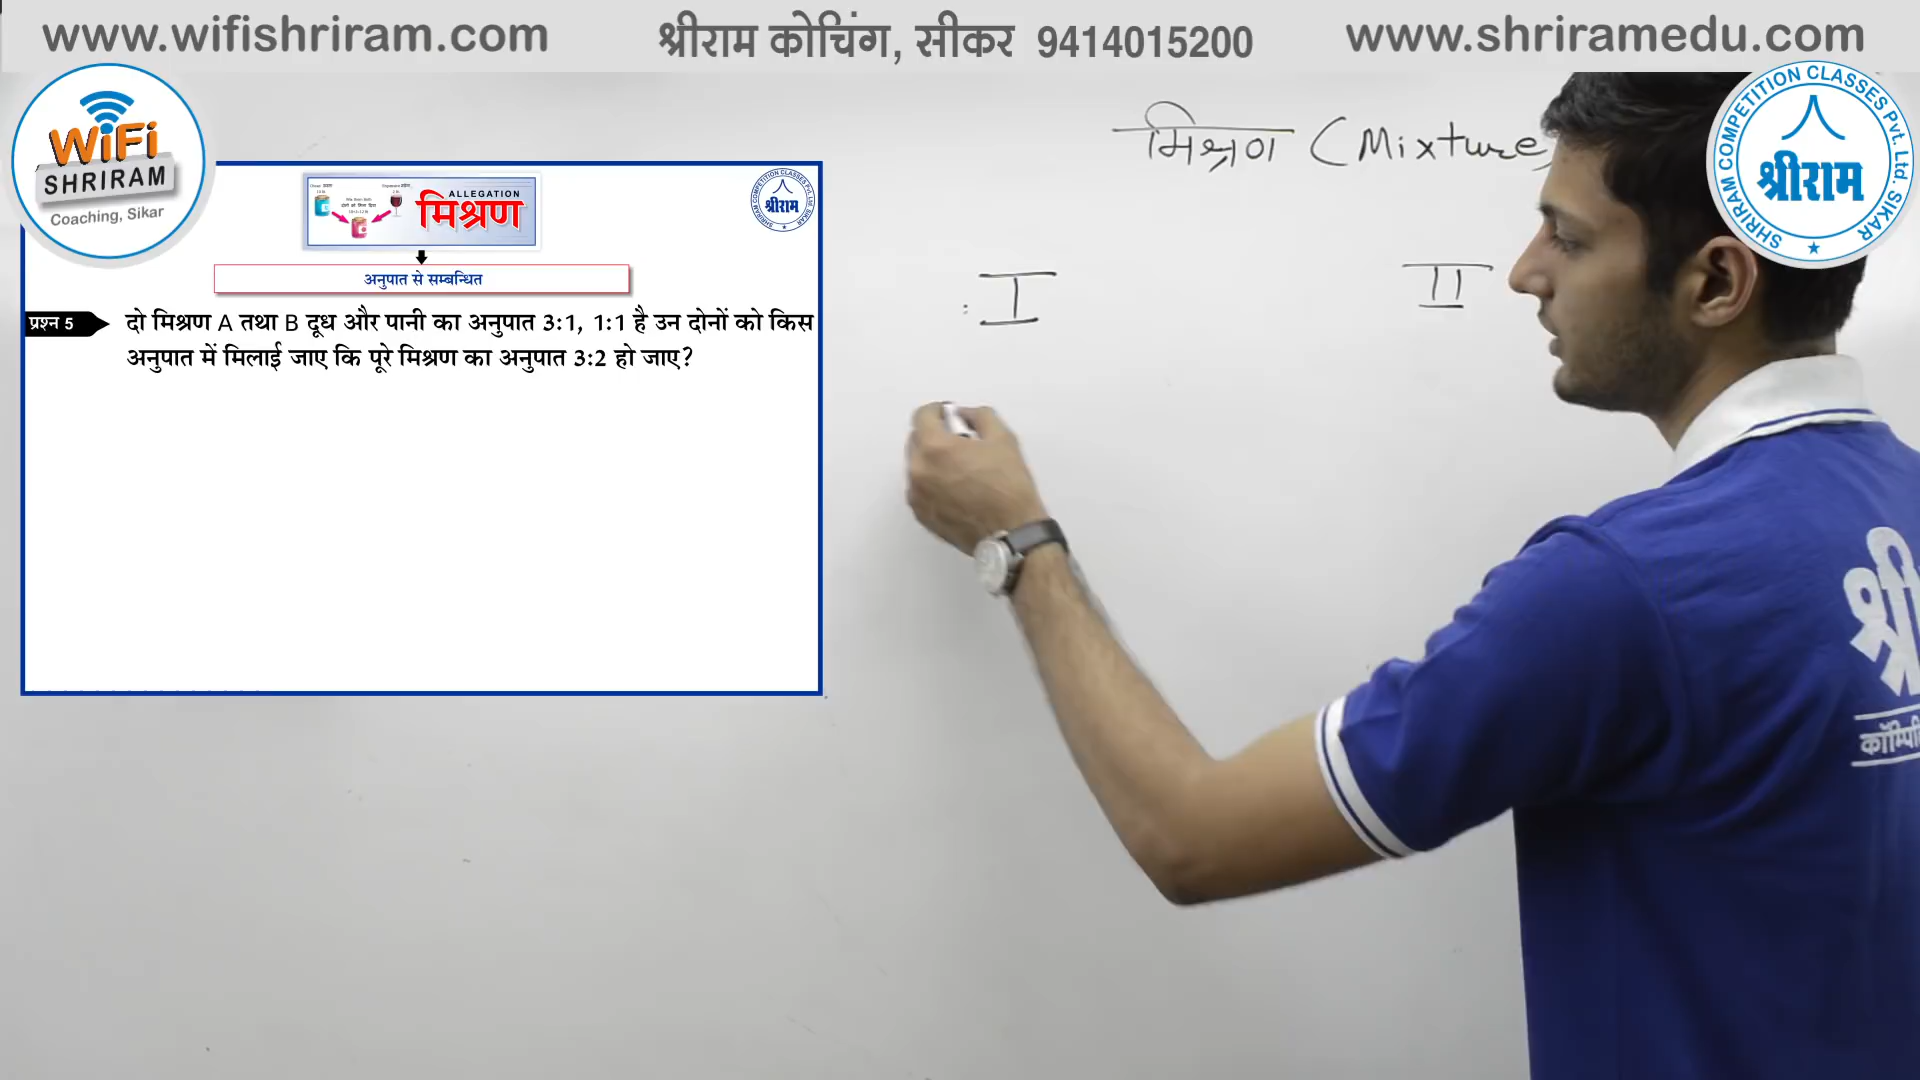 www.wifishriram.com
श्रीराम कोचिंग, सीकर 9414015200
www.shriramedu.com
WiFi
SHRIRAM
Coaching, Sikar
SHRIRAM COMPETITION CLASSES Pvt. Ltd. SIKAR
श्रीराम
ALLEGATION
मिश्रण
श्रीराम
अनुपात से सम्बन्धित
प्रश्न 5
दो मिश्रण A तथा B दूध और पानी का अनुपात 3:1, 1:1 है उन दोनों को किस
अनुपात में मिलाई जाए कि पूरे मिश्रण का अनुपात 3:2 हो जाए?
मिश्रण (Mixture)
I
II